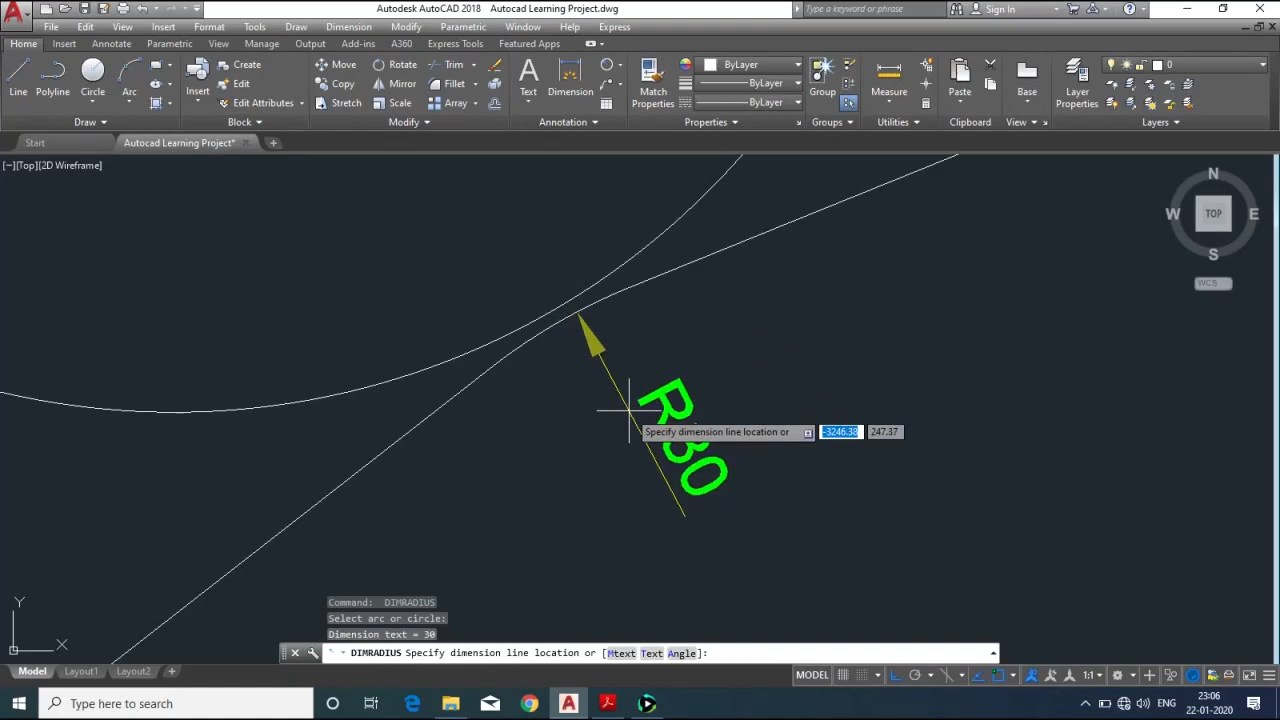 Autodesk AutoCAD 2018 Autocad Learning Project.dwg
Type a keyword or phrase
Sign In
File Edit View Insert Format Tools Draw Dimension Modify Parametric Window Help Express
Home Insert Annotate Parametric View Manage Output Add-ins A360 Express Tools Featured Apps
Line Polyline Circle Arc
Draw
Insert
Create
Edit
Edit Attributes
Block
Move Rotate Trim
Copy Mirror Fillet
Stretch Scale Array
Modify
Text Dimension
Annotation
Match
Properties
ByLayer
ByLayer
ByLayer
Properties
Group
Groups
Measure
Utilities
Paste
Clipboard
Base
View
Layer
Properties
0
Layers
Start Autocad Learning Project*
[−][Top][2D Wireframe]
N
W TOP E
S
WCS
R30
Specify dimension line location or -3246.38 247.37
Y
X
Command: DIMRADIUS
Select arc or circle:
Dimension text = 30
DIMRADIUS Specify dimension line location or [Mtext Text Angle]:
Model Layout1 Layout2
MODEL 1:1
Type here to search
ENG
23:06
22-01-2020